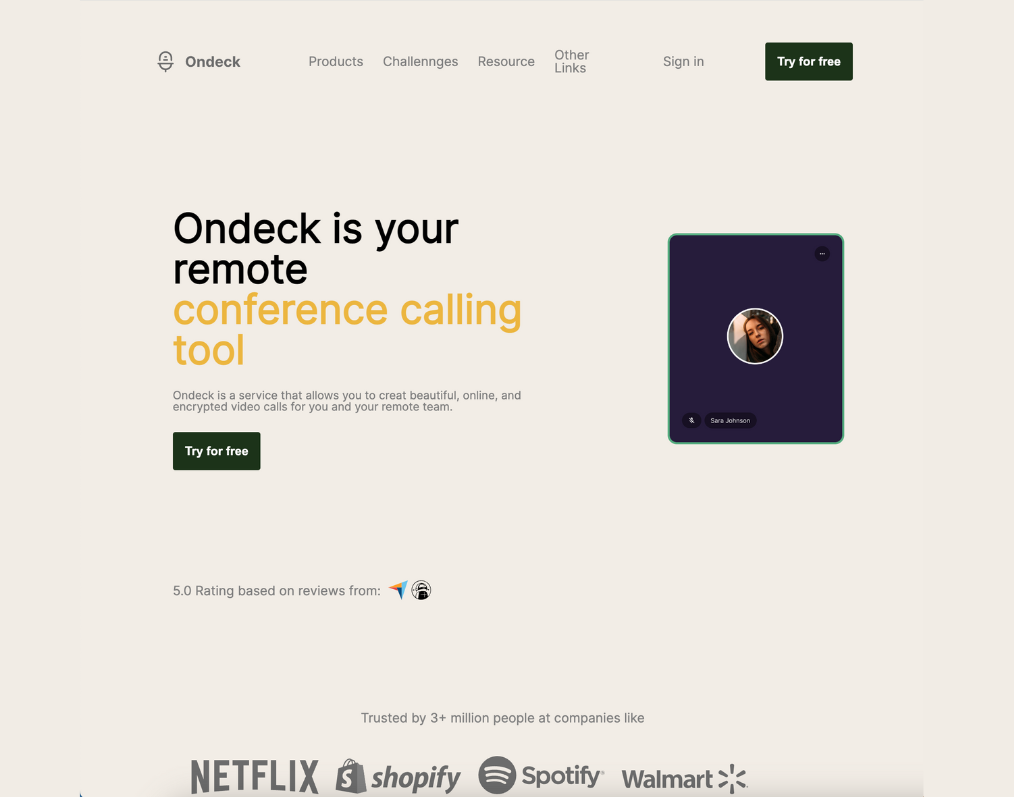 Ondeck
Products
Challennges
Resource
Other
Links
Sign in
Try for free
Ondeck is your
remote
conference calling
tool
Ondeck is a service that allows you to creat beautiful, online, and
encrypted video calls for you and your remote team.
Try for free
Sara Johnson
5.0 Rating based on reviews from:
Trusted by 3+ million people at companies like
NETFLIX
shopify
Spotify
Walmart